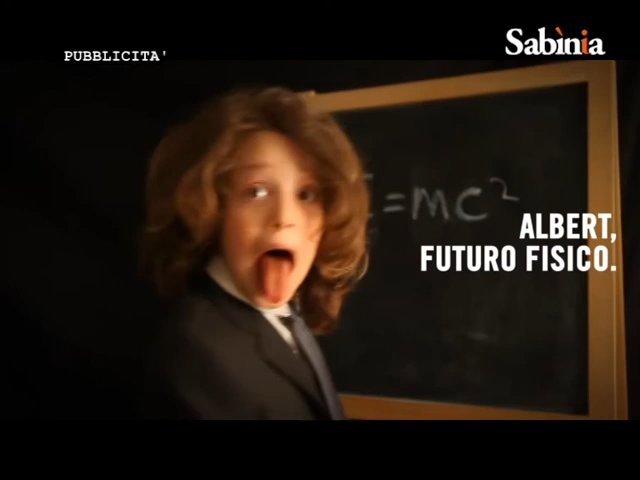 PUBBLICITA'
Sabìnia
E=mc²
ALBERT,
FUTURO FISICO.